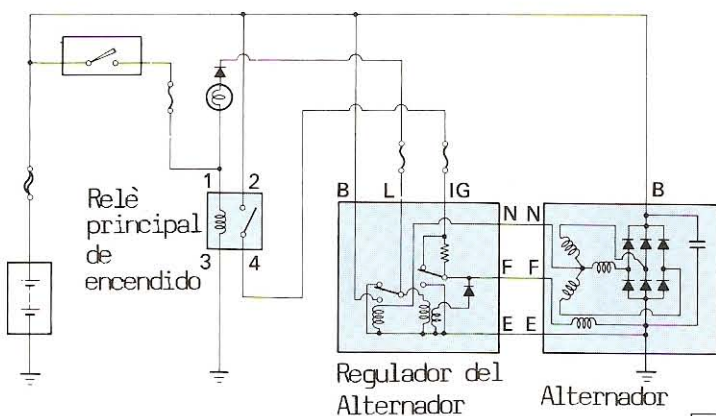 1 2
Relè
principal
de
encendido
3 4
B L IG
N N
F F
E E
B
Regulador del
Alternador
Alternador